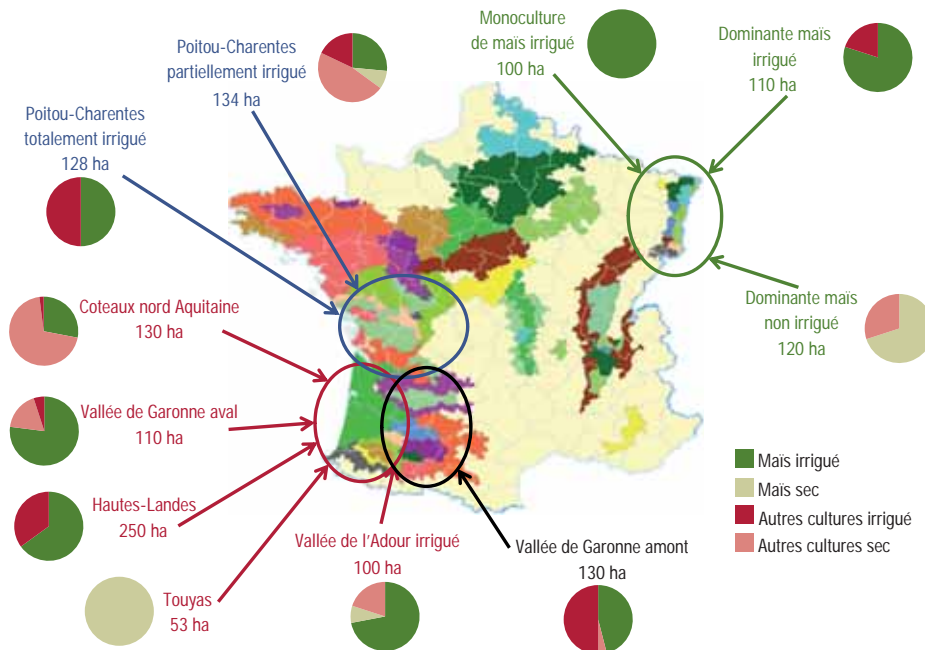 Monoculture
de maïs irrigué
100 ha
Dominante maïs
irrigué
110 ha
Poitou-Charentes
partiellement irrigué
134 ha
Poitou-Charentes
totalement irrigué
128 ha
Coteaux nord Aquitaine
130 ha
Dominante maïs
non irrigué
120 ha
Vallée de Garonne aval
110 ha
Hautes-Landes
250 ha
Touyas
53 ha
Vallée de l'Adour irrigué
100 ha
Vallée de Garonne amont
130 ha
Maïs irrigué
Maïs sec
Autres cultures irrigué
Autres cultures sec